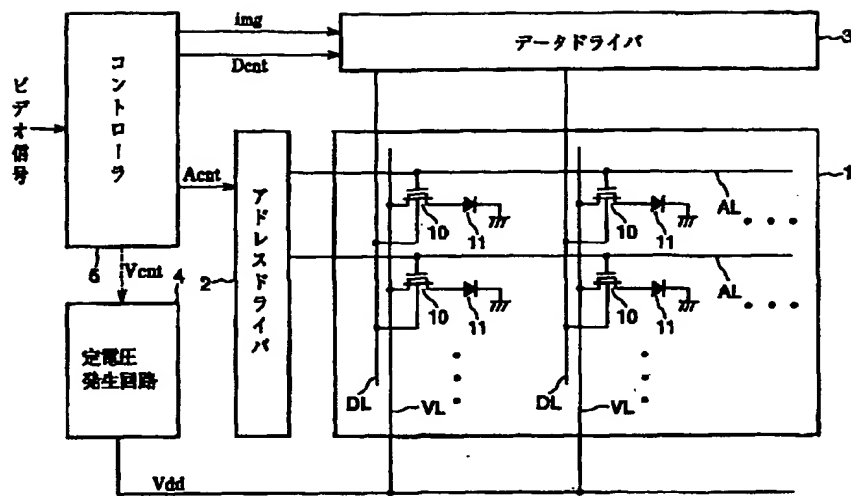 img
データドライバ
3
Dcnt
コントローラ
ビデオ信号
Acnt
アドレスドライバ
1
AL
10
11
10
11
5
Vcnt
4
2
AL
10
11
10
11
定電圧
発生回路
DL
VL
DL
VL
Vdd